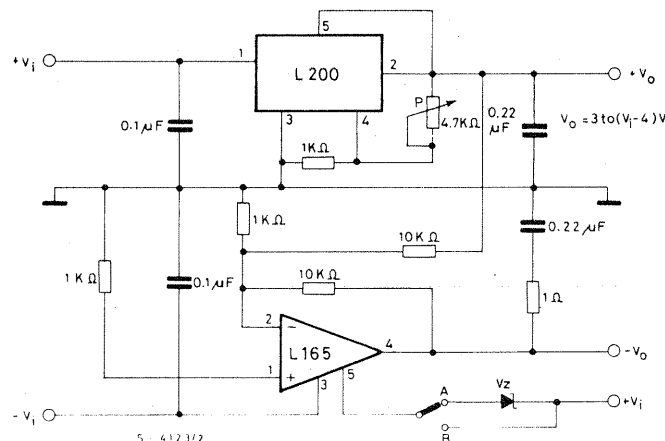 5
+Vi
1
L 200
2
+Vo
3
4
P
4.7KΩ
0.22
µF
Vo = 3 to (Vi-4) V
0.1µF
1KΩ
1KΩ
10KΩ
0.22µF
1KΩ
0.1µF
10KΩ
1Ω
2
−
L165
4
-Vo
1
+
3
5
A
Vz
+Vi
-Vi
B